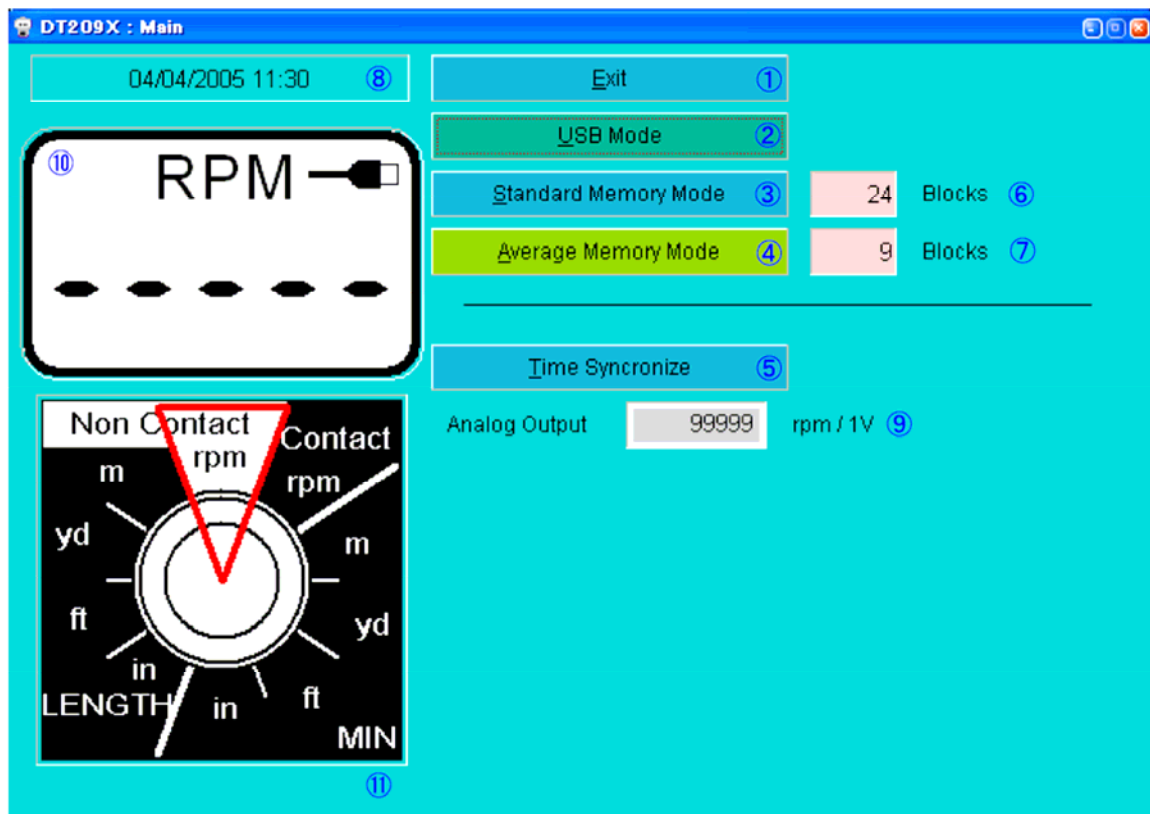 DT209X : Main
04/04/2005 11:30 ⑧
Exit ①
USB Mode ②
Standard Memory Mode ③ 24 Blocks ⑥
Average Memory Mode ④ 9 Blocks ⑦
⑩ RPM
- - - - -
Time Syncronize ⑤
Analog Output 99999 rpm / 1V ⑨
Non Contact
rpm
Contact
rpm
m
yd
ft
in
MIN
in
ft
yd
m
LENGTH
⑪